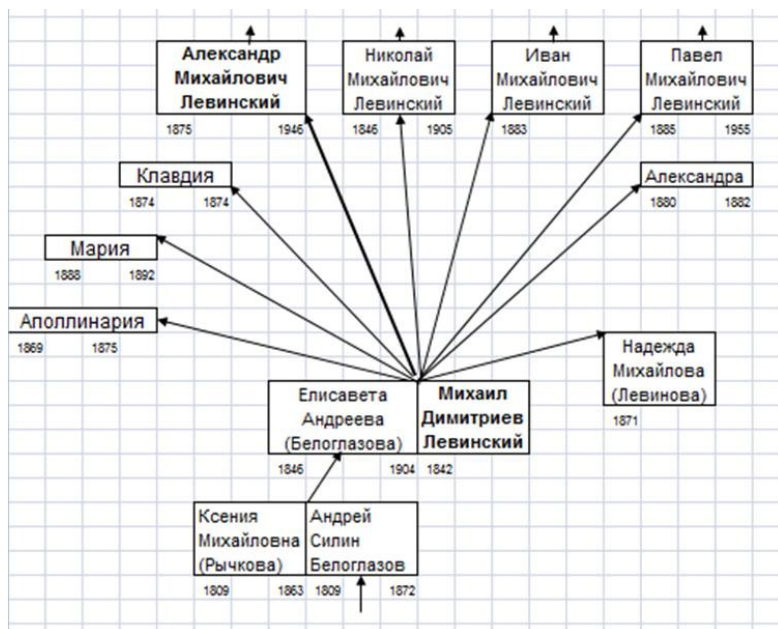 Александр
Михайлович
Левинский
1875 1946
Николай
Михайлович
Левинский
1846 1905
Иван
Михайлович
Левинский
1883
Павел
Михайлович
Левинский
1885 1955
Клавдия
1874 1874
Александра
1880 1882
Мария
1888 1892
Аполлинария
1869 1875
Надежда
Михайлова
(Левинова)
1871
Елисавета
Андреева
(Белоглазова)
1846 1904
Михаил
Димитриев
Левинский
1842
Ксения
Михайловна
(Рычкова)
1809 1863
Андрей
Силин
Белоглазов
1809 1872